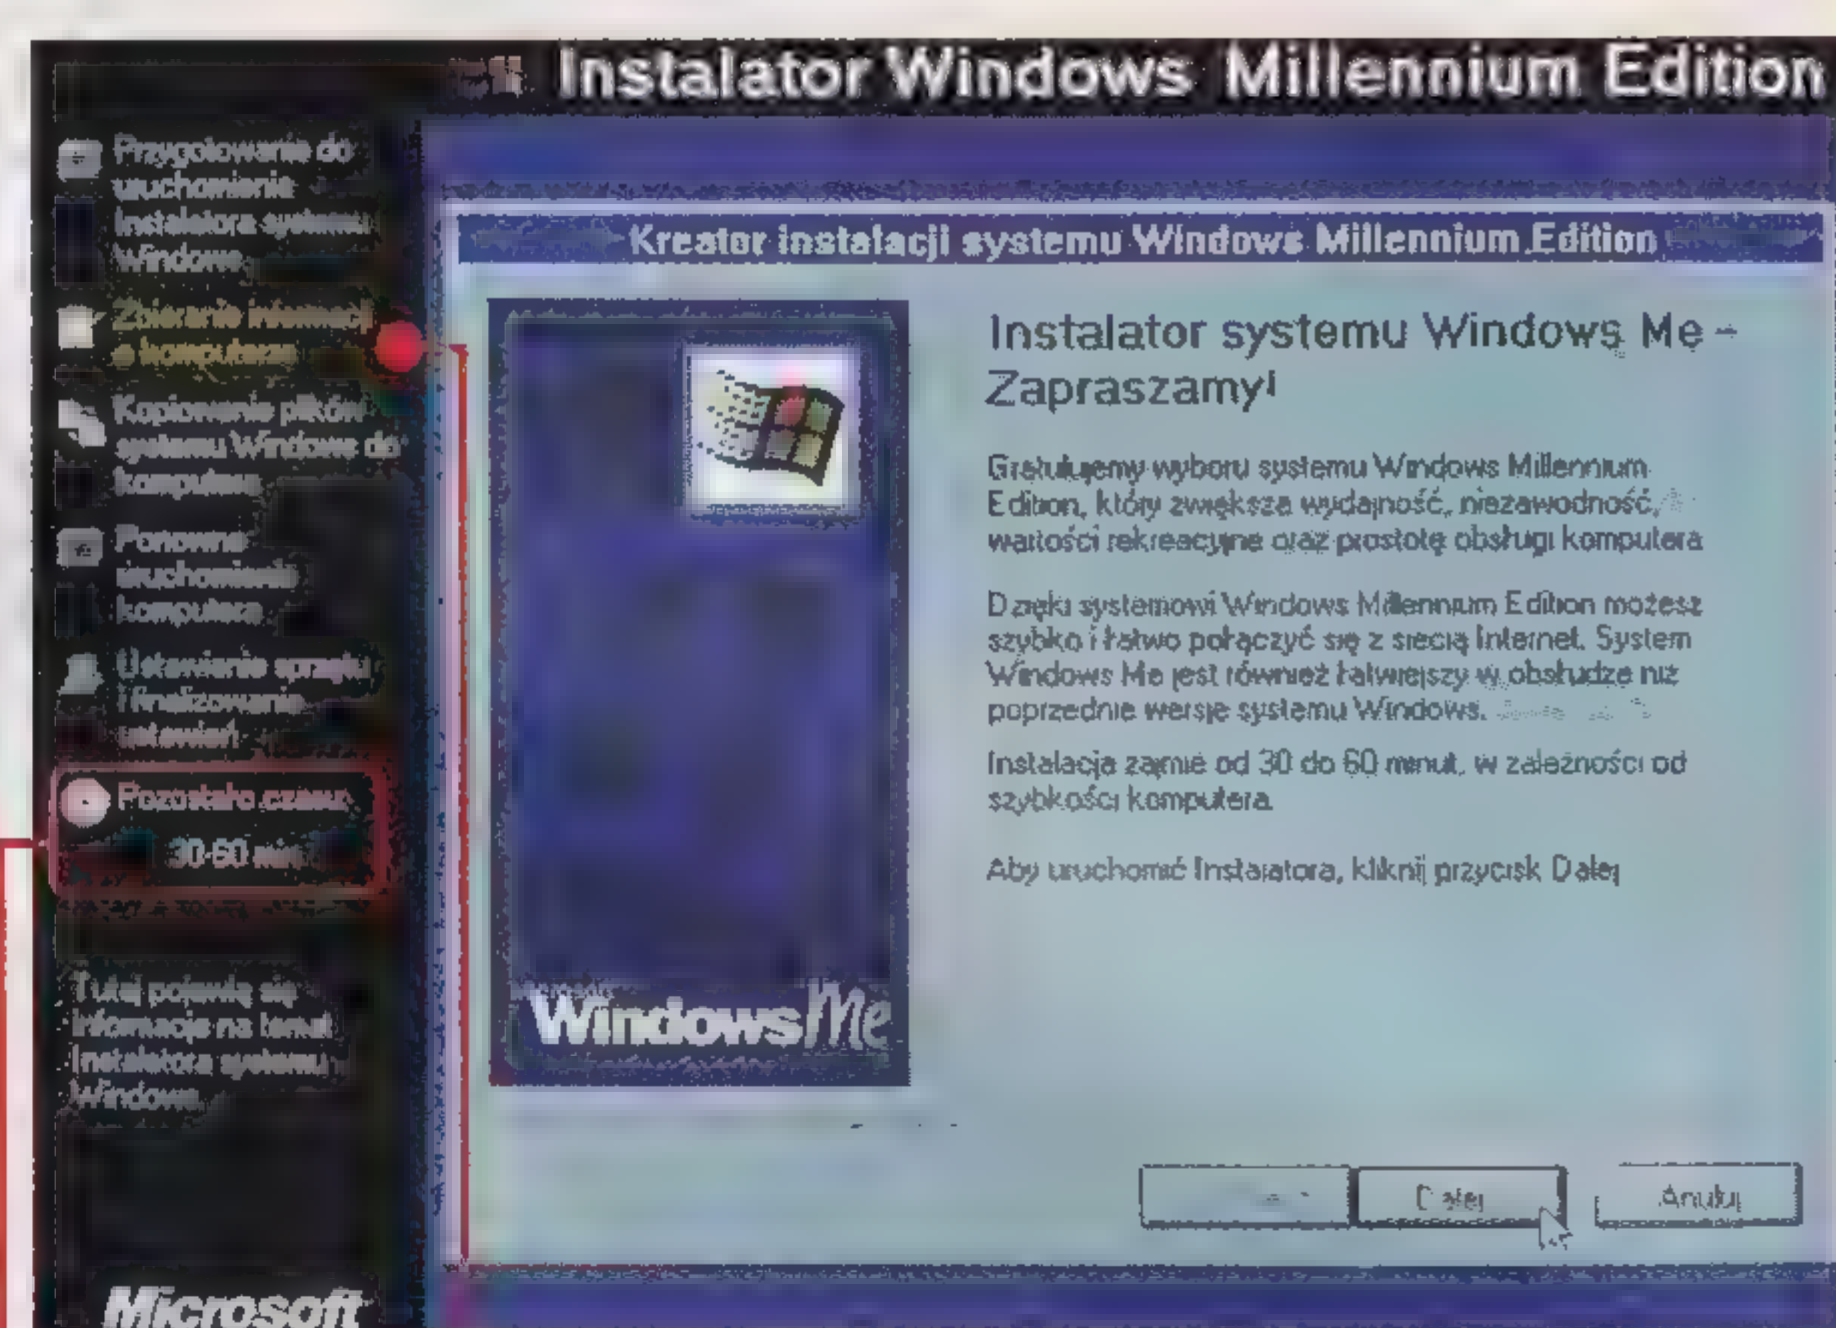 Instalator Windows Millennium Edition
Przygotowanie do
uruchomienia
Instalatora systemu
Windows
Zbieranie informacji
o komputerze
Kopiowanie plików
systemu Windows do
komputera
Ponowne
uruchomienie
komputera
Ustawianie sprzętu
i finalizowanie
ustawień
Pozostało czasu:
30-60 min
Tutaj pojawią się
informacje na temat
Instalatora systemu
Windows
Microsoft
Kreator instalacji systemu Windows Millennium Edition
Windows Me
Instalator systemu Windows Me -
Zapraszamy!
Gratulujemy wyboru systemu Windows Millennium
Edition, który zwiększa wydajność, niezawodność,
wartości rekreacyjne oraz prostotę obsługi komputera
Dzięki systemowi Windows Millennium Edition możesz
szybko i łatwo połączyć się z siecią Internet. System
Windows Me jest również łatwiejszy w obsłudze niż
poprzednie wersje systemu Windows.
Instalacja zajmie od 30 do 60 minut, w zależności od
szybkości komputera.
Aby uruchomić Instalatora, kliknij przycisk Dalej
Dalej
Anuluj